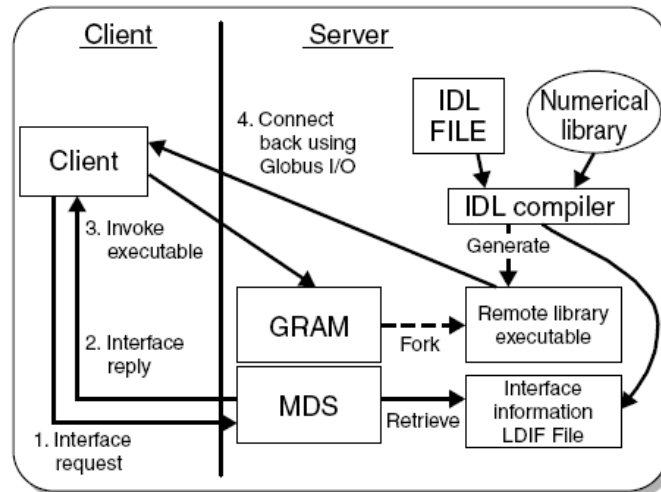 Client
Server
IDL
FILE
Numerical
library
4. Connect
back using
Globus I/O
Client
IDL compiler
3. Invoke
executable
Generate
GRAM
Fork
Remote library
executable
2. Interface
reply
MDS
Retrieve
Interface
information
LDIF File
1. Interface
request